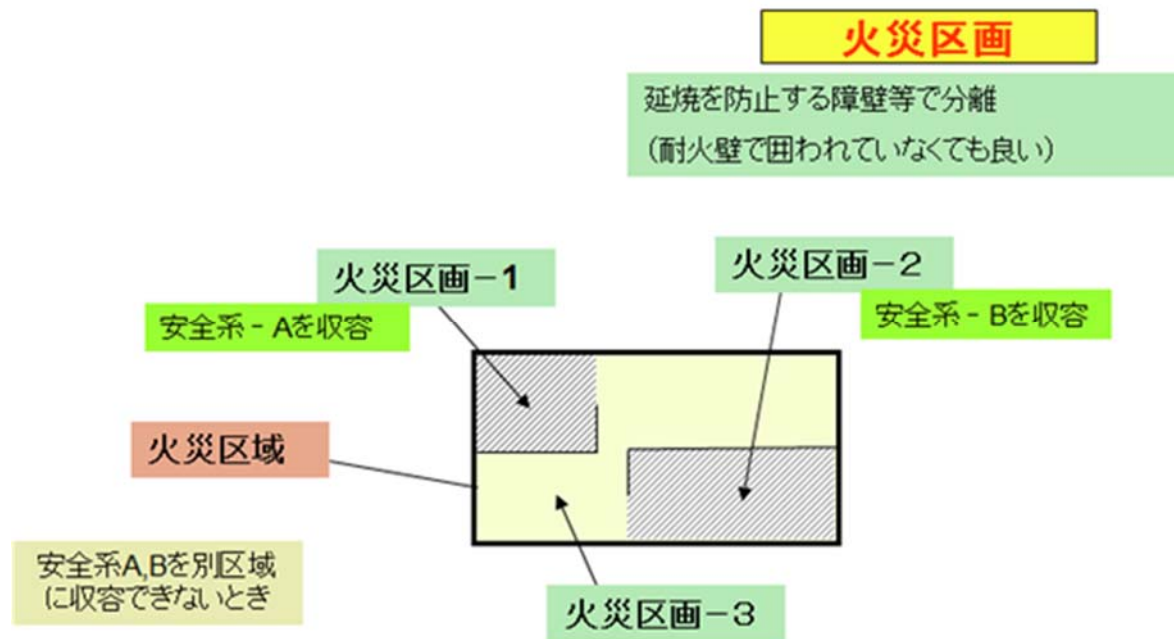 火災区画
延焼を防止する障壁等で分離
（耐火壁で囲われていなくても良い）
火災区画－1
火災区画－2
安全系 - Aを収容
安全系 - Bを収容
火災区域
安全系A,Bを別区域
に収容できないとき
火災区画－3